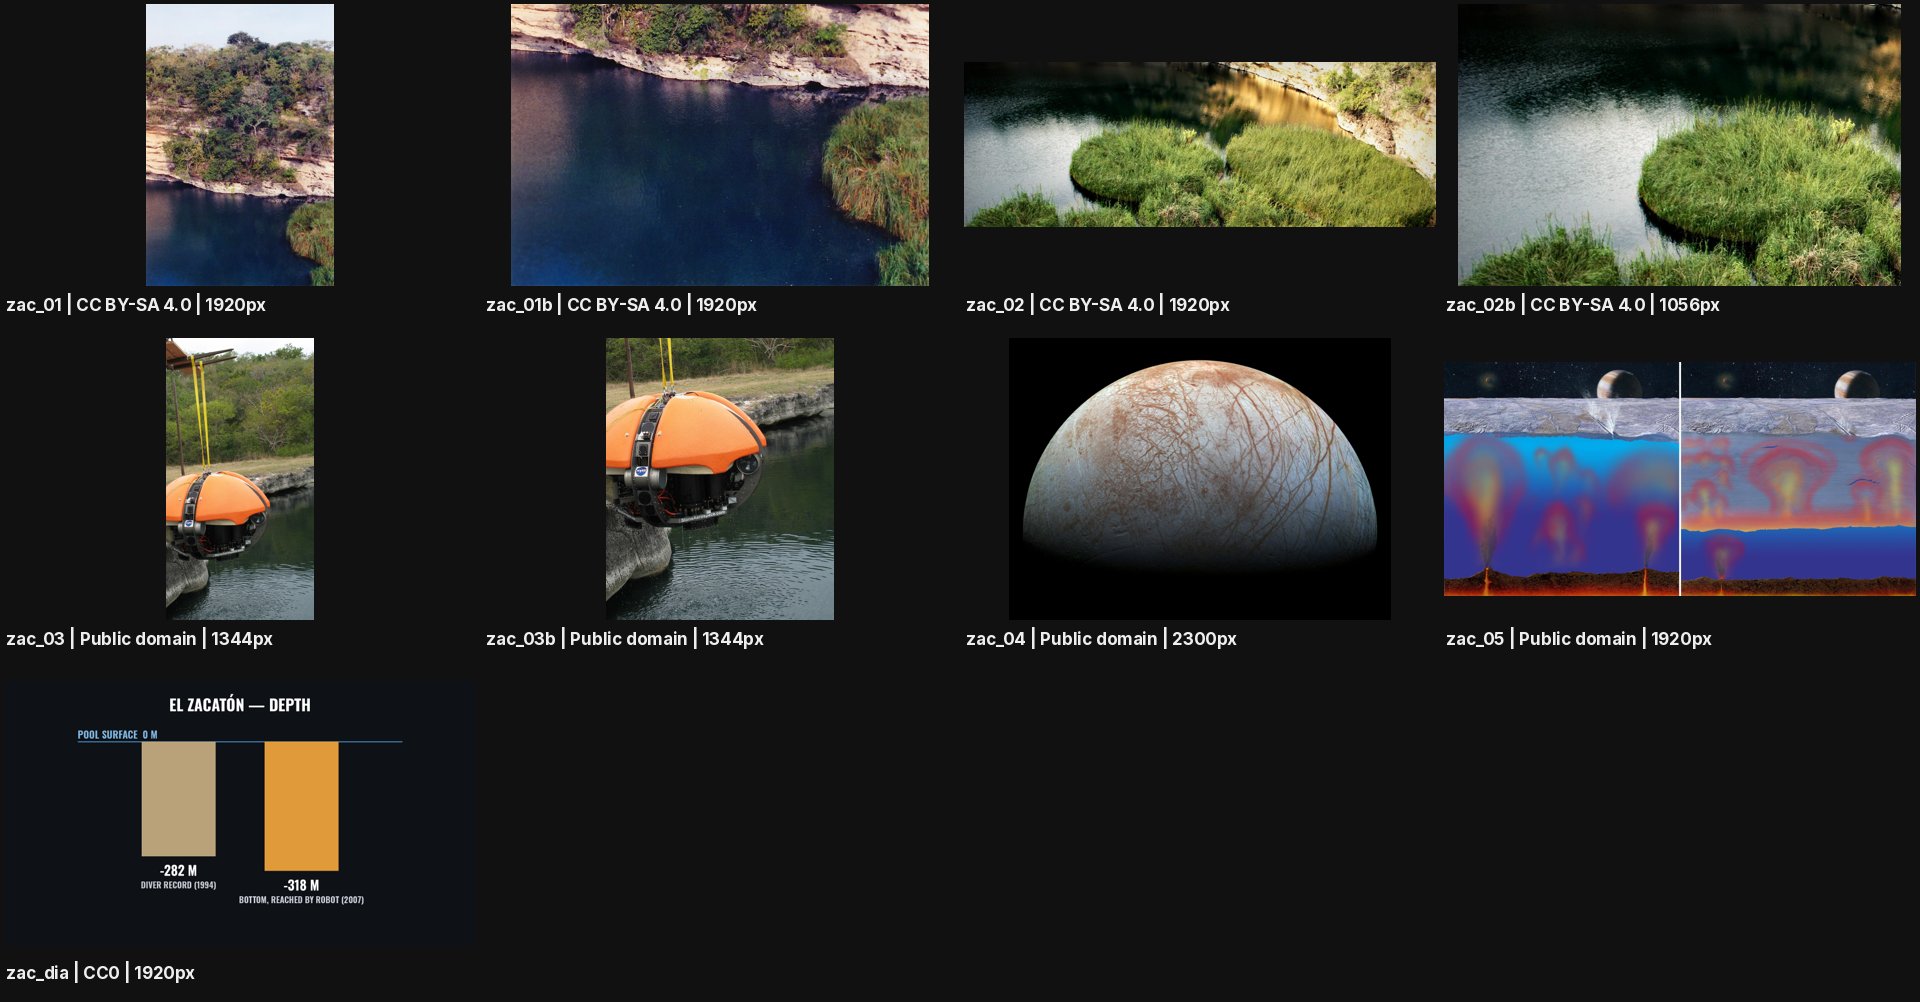 zac_01 | CC BY-SA 4.0 | 1920px
zac_01b | CC BY-SA 4.0 | 1920px
zac_02 | CC BY-SA 4.0 | 1920px
zac_02b | CC BY-SA 4.0 | 1056px
zac_03 | Public domain | 1344px
zac_03b | Public domain | 1344px
zac_04 | Public domain | 2300px
zac_05 | Public domain | 1920px
EL ZACATÓN — DEPTH
POOL SURFACE 0 M
-282 M
DIVER RECORD (1994)
-318 M
BOTTOM, REACHED BY ROBOT (2007)
zac_dia | CC0 | 1920px